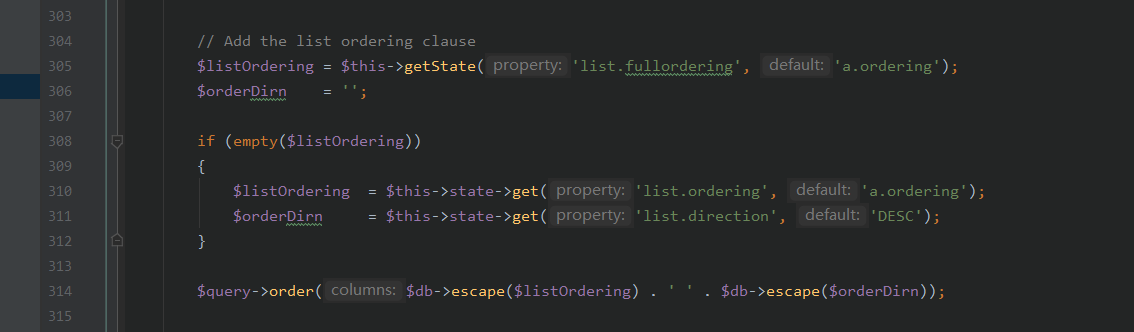 303
304 // Add the list ordering clause
305 $listOrdering = $this->getState( property: 'list.fullordering', default: 'a.ordering');
306 $orderDirn    = '';
307
308 if (empty($listOrdering))
309 {
310     $listOrdering  = $this->state->get( property: 'list.ordering', default: 'a.ordering');
311     $orderDirn     = $this->state->get( property: 'list.direction', default: 'DESC');
312 }
313
314 $query->order( columns: $db->escape($listOrdering) . ' ' . $db->escape($orderDirn));
315